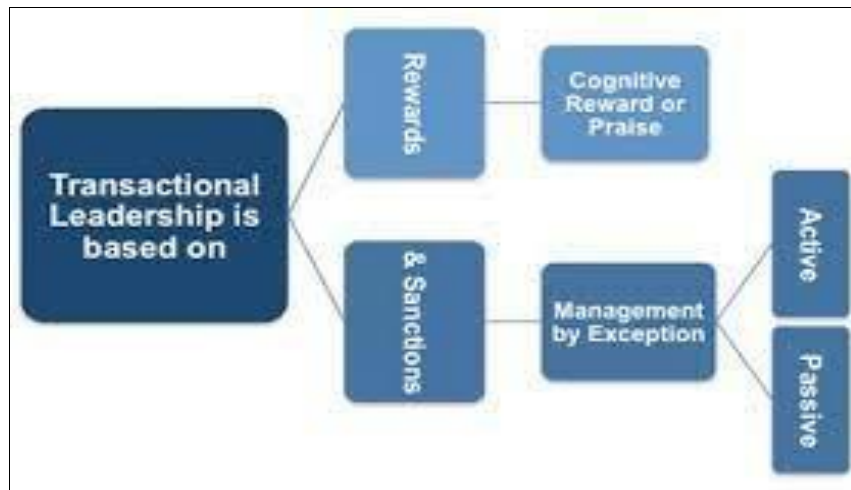 Transactional
Leadership is
based on
Rewards
Cognitive
Reward or
Praise
& Sanctions
Management
by Exception
Active
Passive